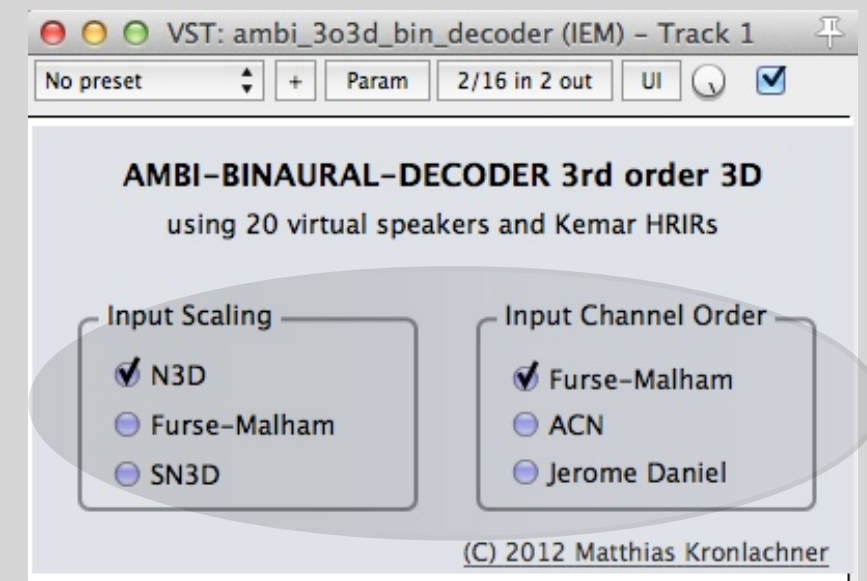 VST: ambi_3o3d_bin_decoder (IEM) – Track 1
No preset + Param 2/16 in 2 out UI
AMBI-BINAURAL-DECODER 3rd order 3D
using 20 virtual speakers and Kemar HRIRs
Input Scaling
N3D
Furse-Malham
SN3D
Input Channel Order
Furse-Malham
ACN
Jerome Daniel
(C) 2012 Matthias Kronlachner